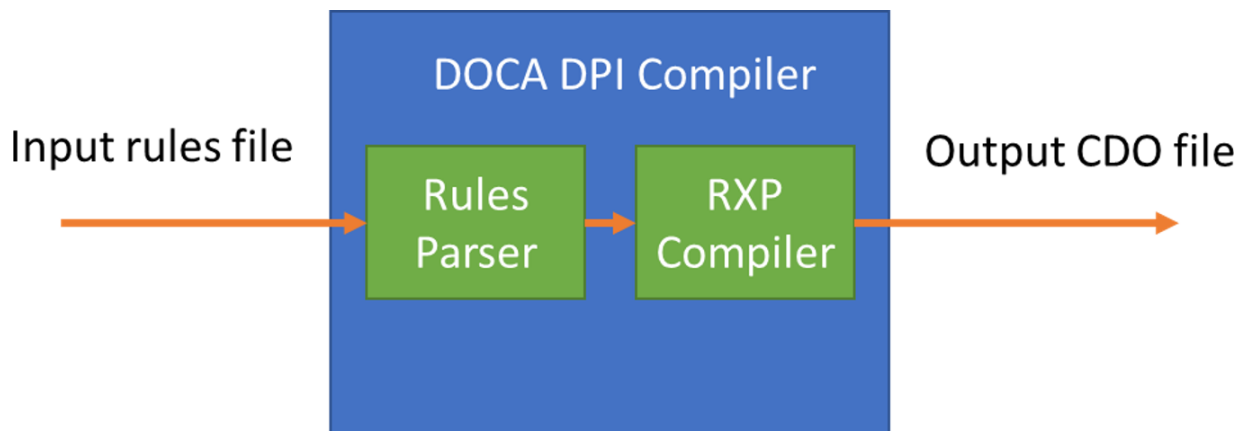 DOCA DPI Compiler
Input rules file
Output CDO file
Rules
Parser
RXP
Compiler